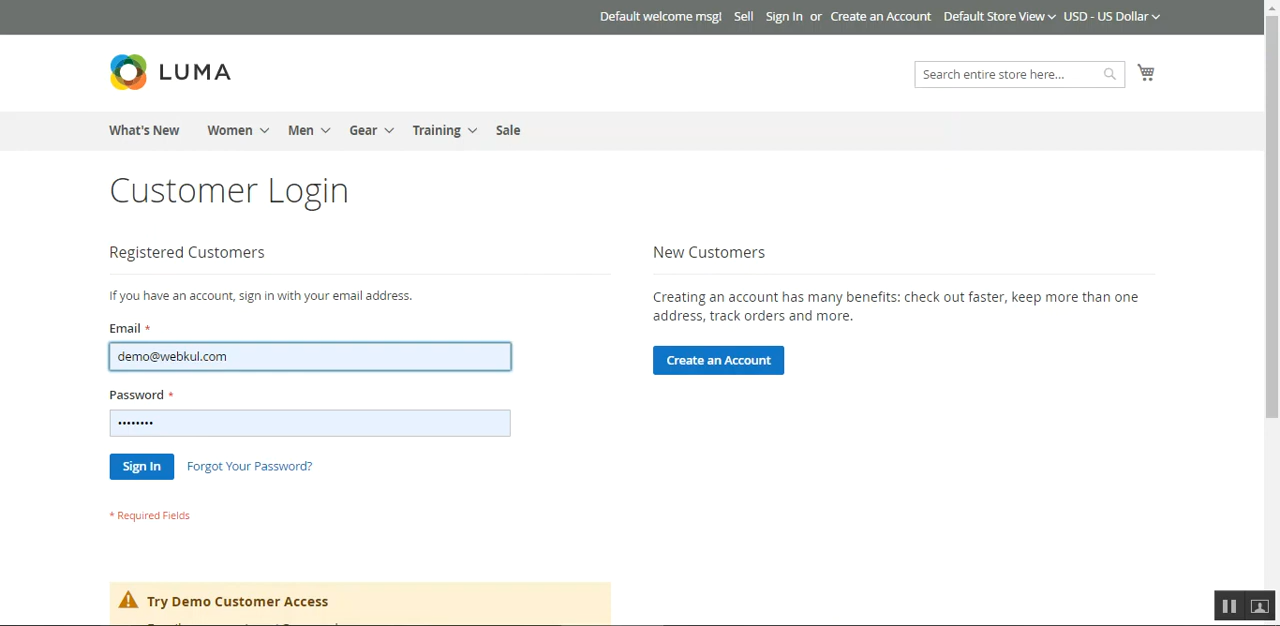 Default welcome msg! Sell Sign In or Create an Account Default Store View USD - US Dollar
LUMA
Search entire store here...
What's New Women Men Gear Training Sale
Customer Login
Registered Customers
If you have an account, sign in with your email address.
Email *
demo@webkul.com
Password *
••••••••
Sign In Forgot Your Password?
* Required Fields
New Customers
Creating an account has many benefits: check out faster, keep more than one
address, track orders and more.
Create an Account
Try Demo Customer Access